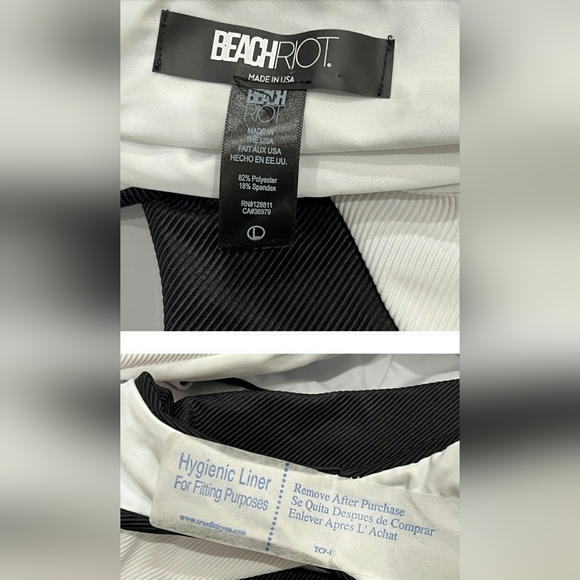 BEACHRIOT.
MADE IN USA
BEACH
RIOT
MADE IN
THE USA
FAIT AUX USA
HECHO EN EE.UU.
82% Polyester
18% Spandex
RN#128811
CA#36979
L
Hygienic Liner
For Fitting Purposes
Remove After Purchase
Se Quita Despues de Comprar
Enlever Apres L' Achat
TCF-1